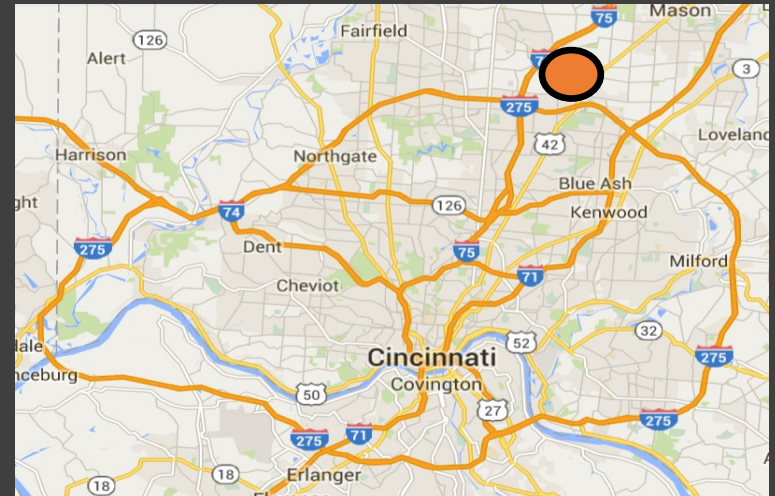 75
Mason
126
Fairfield
Alert
3
275
42
Loveland
Harrison
Northgate
Blue Ash
ght
126
Kenwood
74
275
Dent
75
71
Milford
Cheviot
32
52
dale
Cincinnati
275
nceburg
Covington
50
27
275
71
275
18
Erlanger
18